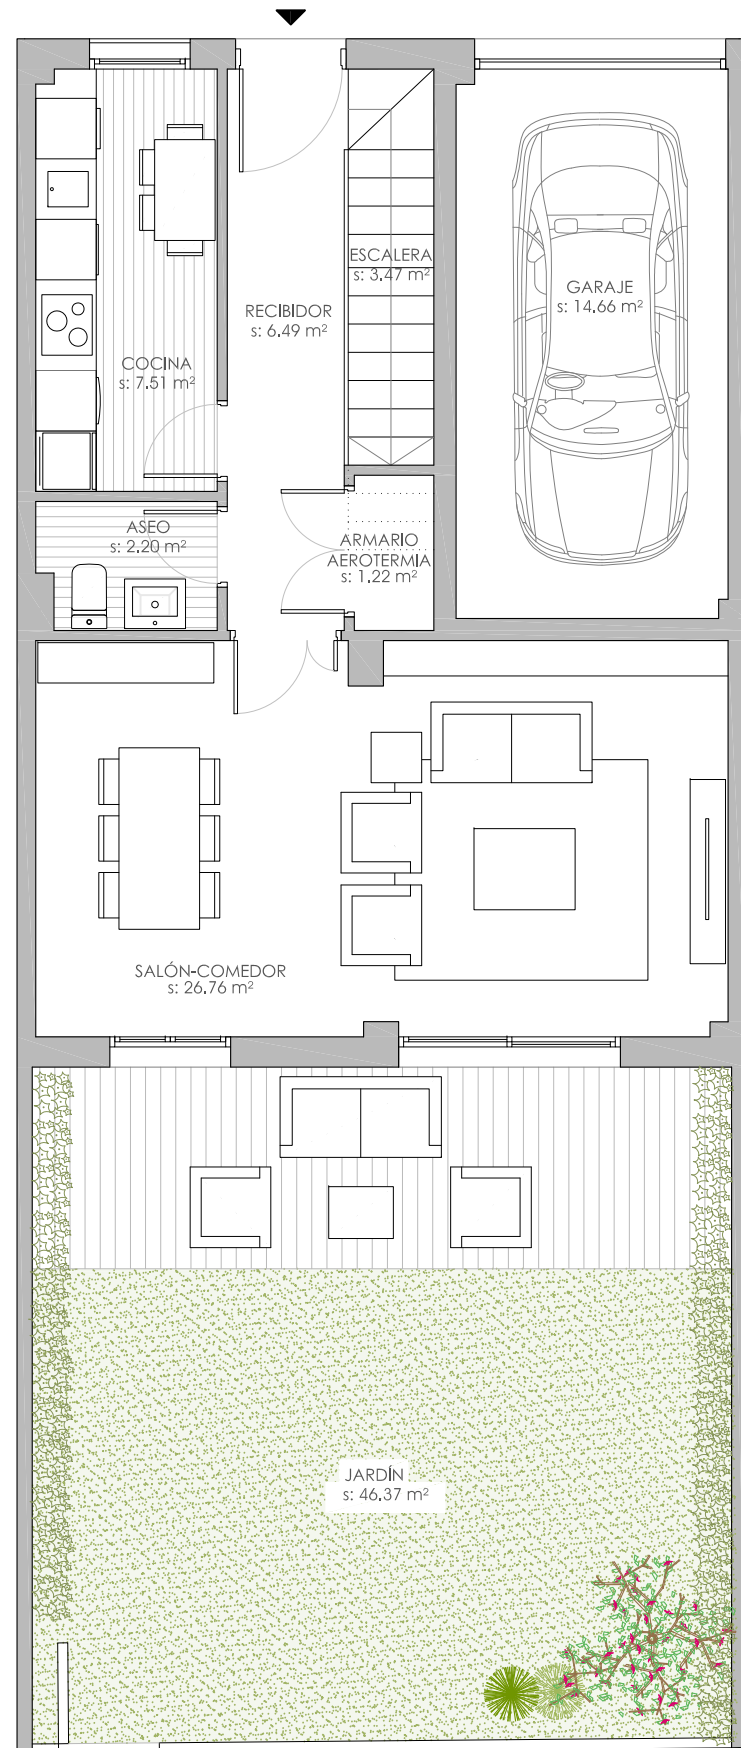 ESCALERA
s: 3.47 m²
GARAJE
s: 14.66 m²
RECIBIDOR
s: 6.49 m²
COCINA
s: 7.51 m²
ASEO
s: 2.20 m²
ARMARIO
AEROTERMIA
s: 1.22 m²
SALÓN-COMEDOR
s: 26.76 m²
JARDÍN
s: 46.37 m²